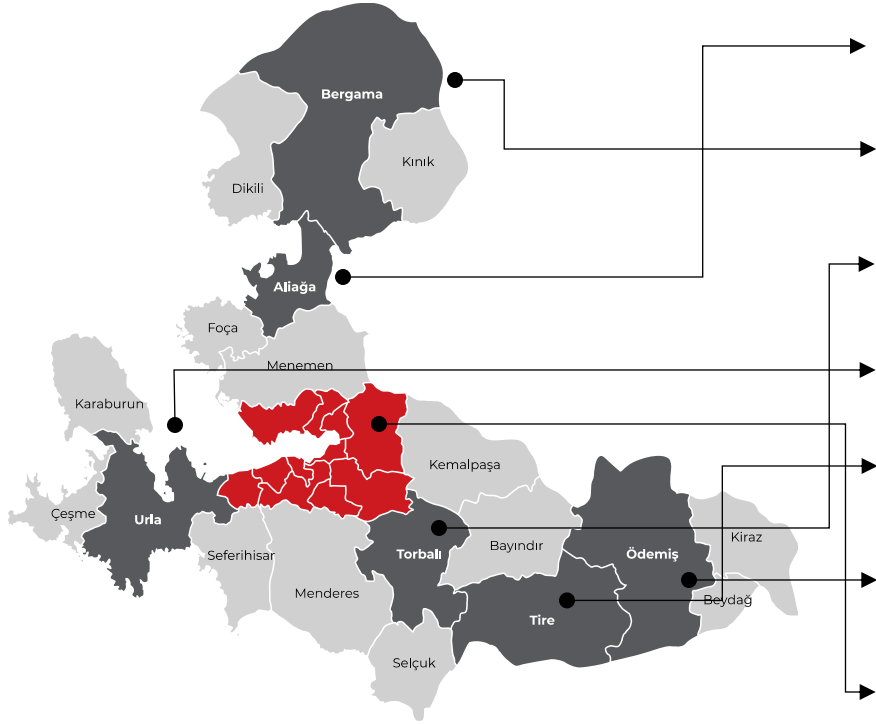 Bergama
Kınık
Dikili
Aliağa
Foça
Menemen
Karaburun
Kemalpaşa
Çeşme
Urla
Kiraz
Bayındır
Seferihisar
Torbalı
Ödemiş
Menderes
Beydağ
Tire
Selçuk